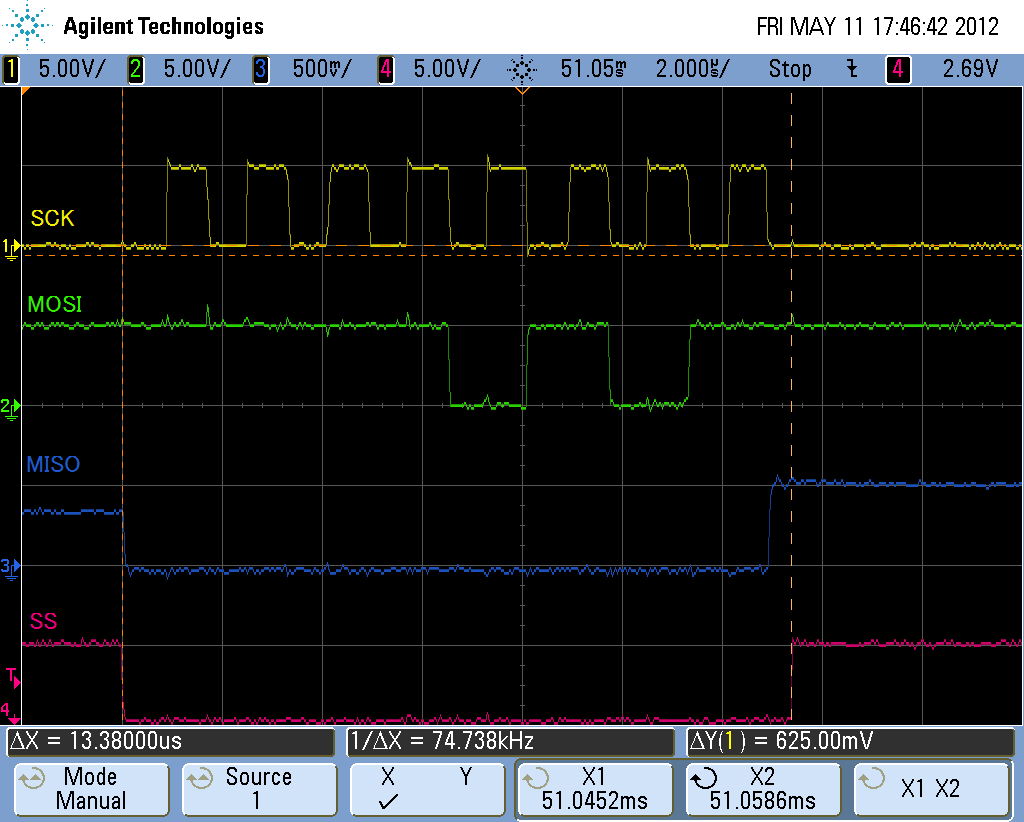 Agilent Technologies
FRI MAY 11 17:46:42 2012
1 5.00V/ 2 5.00V/ 3 500mV/ 4 5.00V/ 51.05ms 2.000us/ Stop 4 2.69V
SCK
1
MOSI
2
MISO
3
SS
T
4
ΔX = 13.38000us
1/ΔX = 74.738kHz
ΔY(1) = 625.00mV
Mode
Manual
Source
1
X Y
X1
51.0452ms
X2
51.0586ms
X1 X2